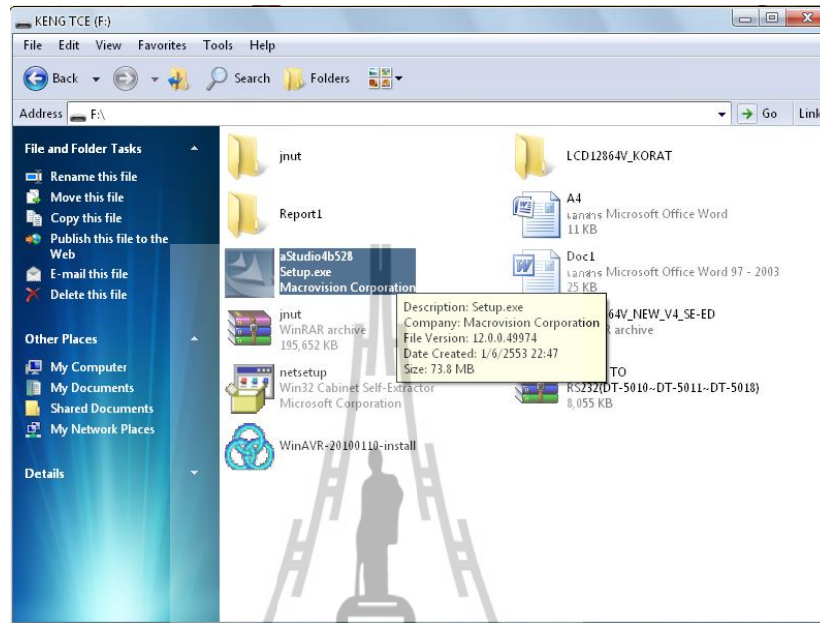 KENG TCE (F:)
File Edit View Favorites Tools Help
Back Search Folders
Address F:\ Go Link
File and Folder Tasks
Rename this file
Move this file
Copy this file
Publish this file to the
Web
E-mail this file
Delete this file
Other Places
My Computer
My Documents
Shared Documents
My Network Places
Details
jnut
LCD12864V_KORAT
Report1
A4
เอกสาร Microsoft Office Word
11 KB
aStudio4b528
Setup.exe
Macrovision Corporation
Doc1
เอกสาร Microsoft Office Word 97 - 2003
25 KB
jnut
WinRAR archive
195,652 KB
64V_NEW_V4_SE-ED
R archive
Description: Setup.exe
Company: Macrovision Corporation
File Version: 12.0.0.49974
Date Created: 1/6/2553 22:47
Size: 73.8 MB
netsetup
Win32 Cabinet Self-Extractor
Microsoft Corporation
TO
RS232(DT-5010~DT-5011~DT-5018)
8,055 KB
WinAVR-20100110-install